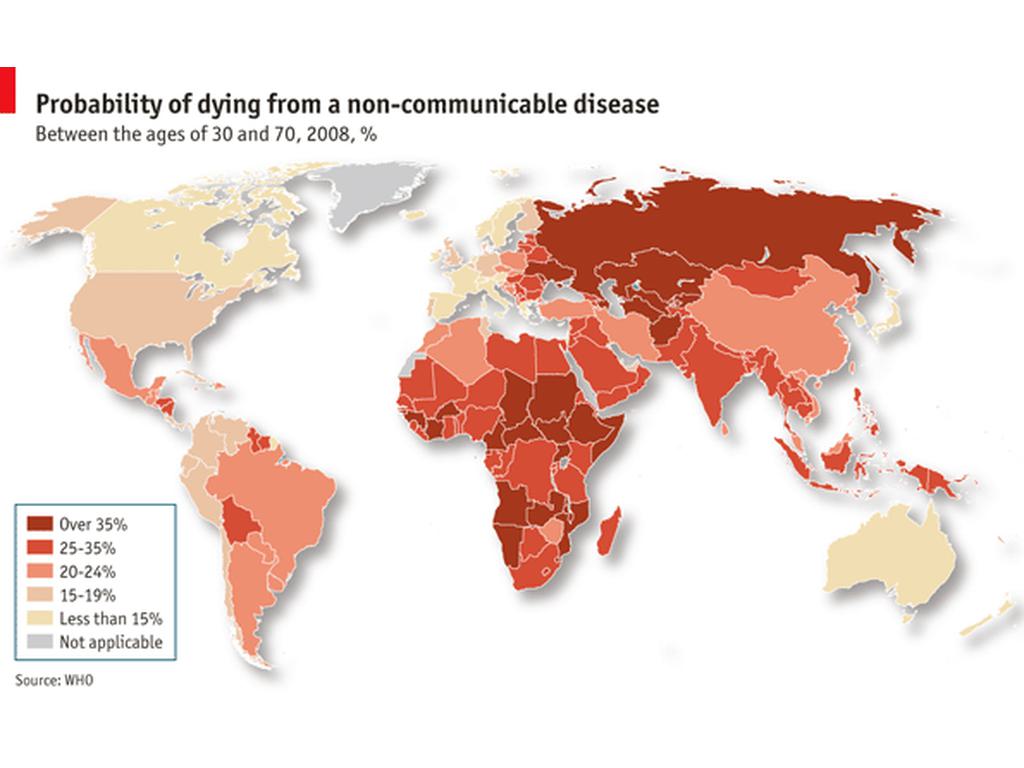 Probability of dying from a non-communicable disease
Between the ages of 30 and 70, 2008, %
Over 35%
25-35%
20-24%
15-19%
Less than 15%
Not applicable
Source: WHO